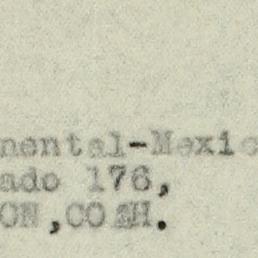 nental-Mexic
ado 176,
ON,COAH.